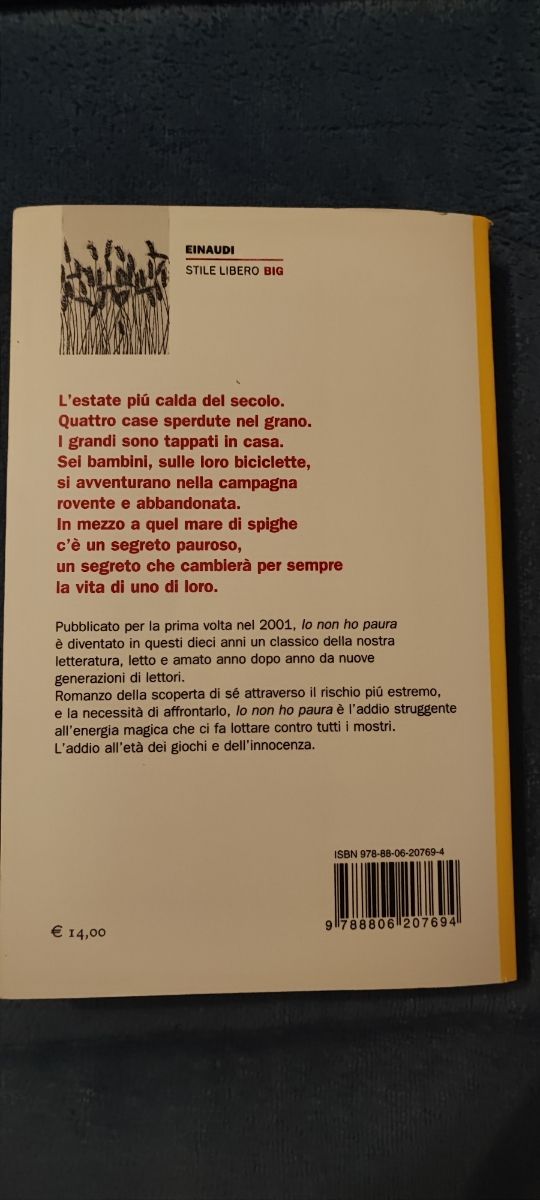 EINAUDI
STILE LIBERO BIG
L'estate piú calda del secolo.
Quattro case sperdute nel grano.
I grandi sono tappati in casa.
Sei bambini, sulle loro biciclette,
si avventurano nella campagna
rovente e abbandonata.
In mezzo a quel mare di spighe
c'è un segreto pauroso,
un segreto che cambierà per sempre
la vita di uno di loro.
Pubblicato per la prima volta nel 2001, Io non ho paura
è diventato in questi dieci anni un classico della nostra
letteratura, letto e amato anno dopo anno da nuove
generazioni di lettori.
Romanzo della scoperta di sé attraverso il rischio piú estremo,
e la necessità di affrontarlo, Io non ho paura è l'addio struggente
all'energia magica che ci fa lottare contro tutti i mostri.
L'addio all'età dei giochi e dell'innocenza.
ISBN 978-88-06-20769-4
9 788806 207694
€ 14,00